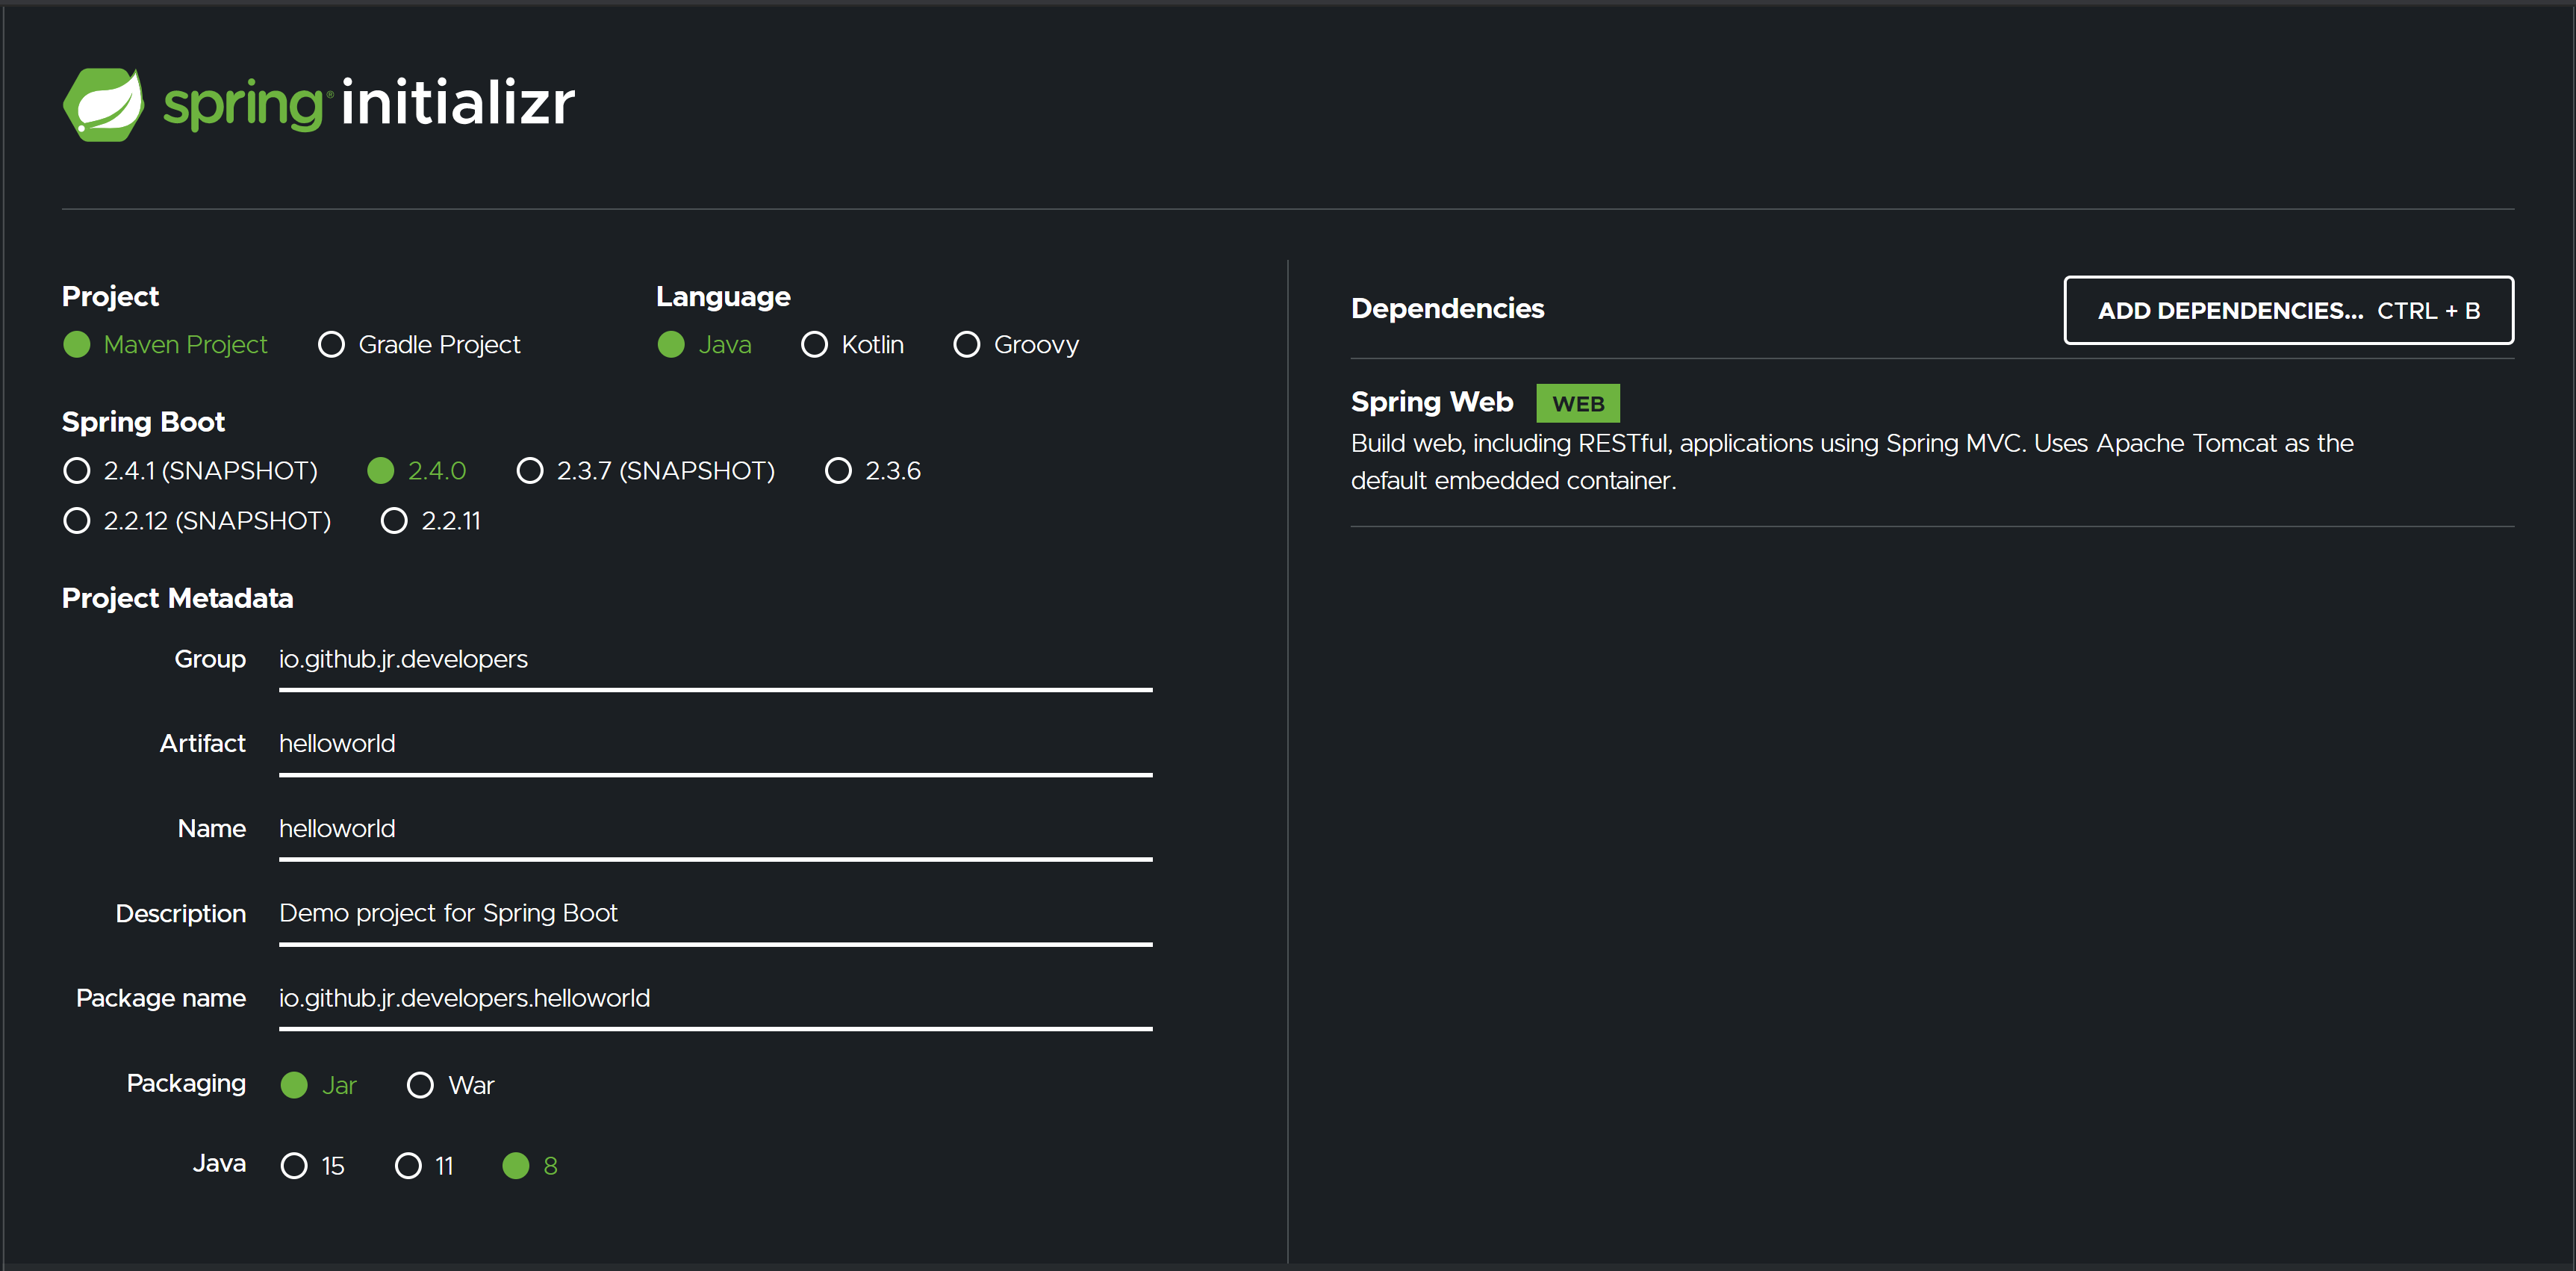 spring® initializr
Project
Maven Project Gradle Project
Language
Java Kotlin Groovy
Spring Boot
2.4.1 (SNAPSHOT) 2.4.0 2.3.7 (SNAPSHOT) 2.3.6
2.2.12 (SNAPSHOT) 2.2.11
Project Metadata
Group io.github.jr.developers
Artifact helloworld
Name helloworld
Description Demo project for Spring Boot
Package name io.github.jr.developers.helloworld
Packaging Jar War
Java 15 11 8
Dependencies
ADD DEPENDENCIES... CTRL + B
Spring Web WEB
Build web, including RESTful, applications using Spring MVC. Uses Apache Tomcat as the
default embedded container.